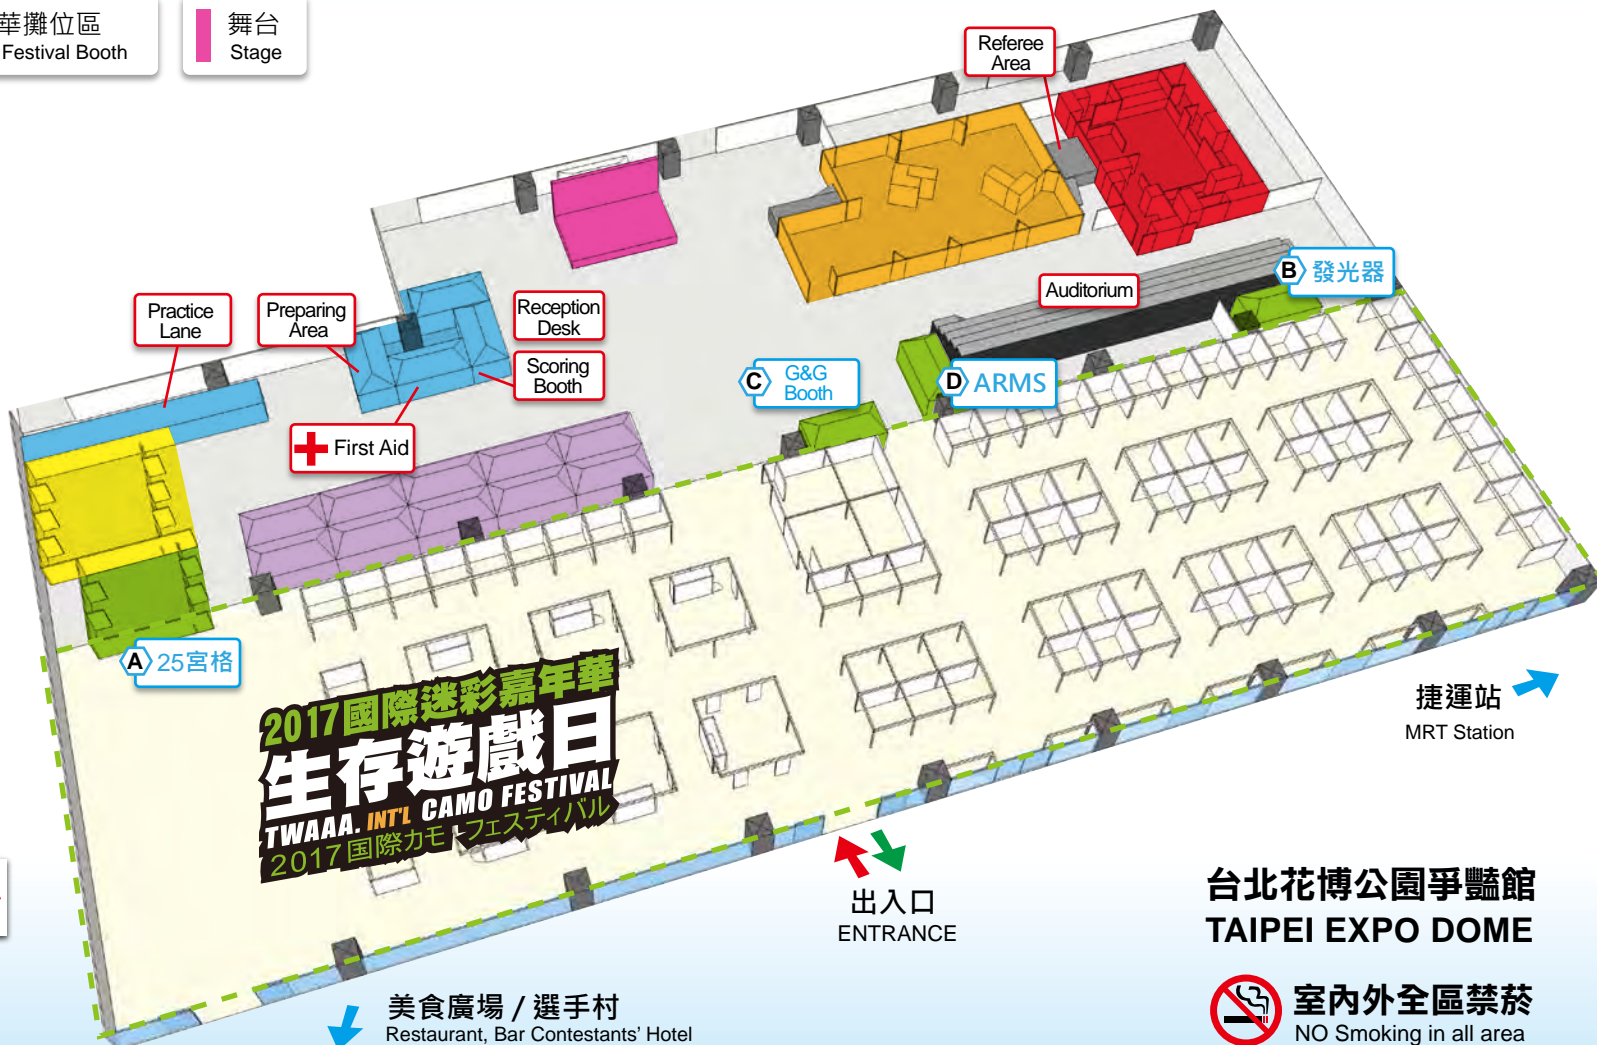 華攤位區
Festival Booth
舞台
Stage
Referee
Area
Practice
Lane
Preparing
Area
Reception
Desk
Scoring
Booth
First Aid
Auditorium
B 發光器
C G&G
Booth
D ARMS
A 25宮格
2017國際迷彩嘉年華
生存遊戲日
TWAAA. INT'L CAMO FESTIVAL
2017国際カモ・フェスティバル
捷運站
MRT Station
出入口
ENTRANCE
台北花博公園爭豔館
TAIPEI EXPO DOME
美食廣場 / 選手村
Restaurant, Bar Contestants' Hotel
室內外全區禁菸
NO Smoking in all area